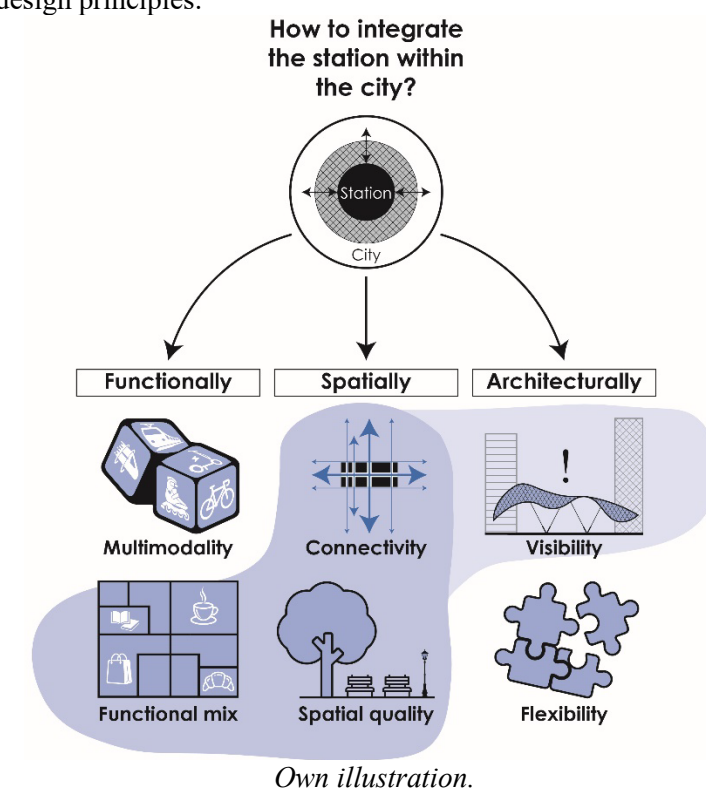 design principles.
How to integrate
the station within
the city?
Station
City
Functionally
Spatially
Architecturally
!
Multimodality
Connectivity
Visibility
Functional mix
Spatial quality
Flexibility
Own illustration.